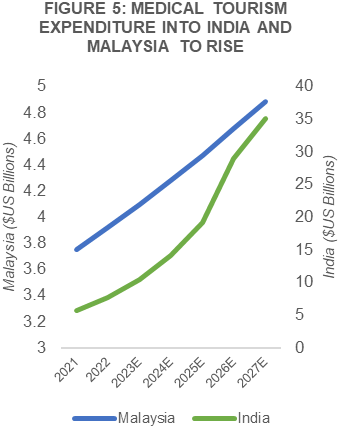 FIGURE 5: MEDICAL TOURISM
EXPENDITURE INTO INDIA AND
MALAYSIA TO RISE
5
4.8
4.6
4.4
4.2
4
3.8
3.6
3.4
3.2
3
Malaysia ($US Billions)
40
35
30
25
20
15
10
5
0
India ($US Billions)
2021
2022
2023E
2024E
2025E
2026E
2027E
Malaysia
India